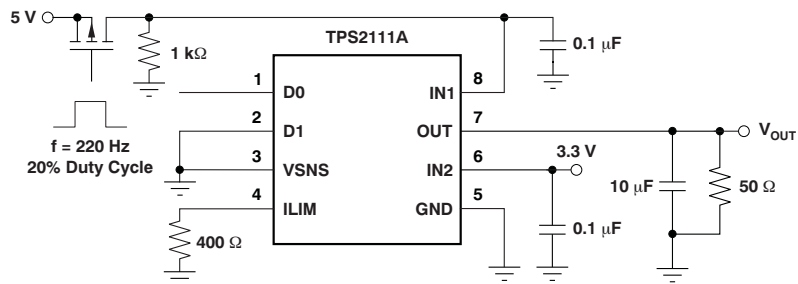 5 V
TPS2111A
0.1 μF
1 kΩ
1
D0
IN1
8
2
D1
OUT
7
VOUT
f = 220 Hz
20% Duty Cycle
3
VSNS
IN2
6
3.3 V
10 μF
50 Ω
4
ILIM
GND
5
0.1 μF
400 Ω